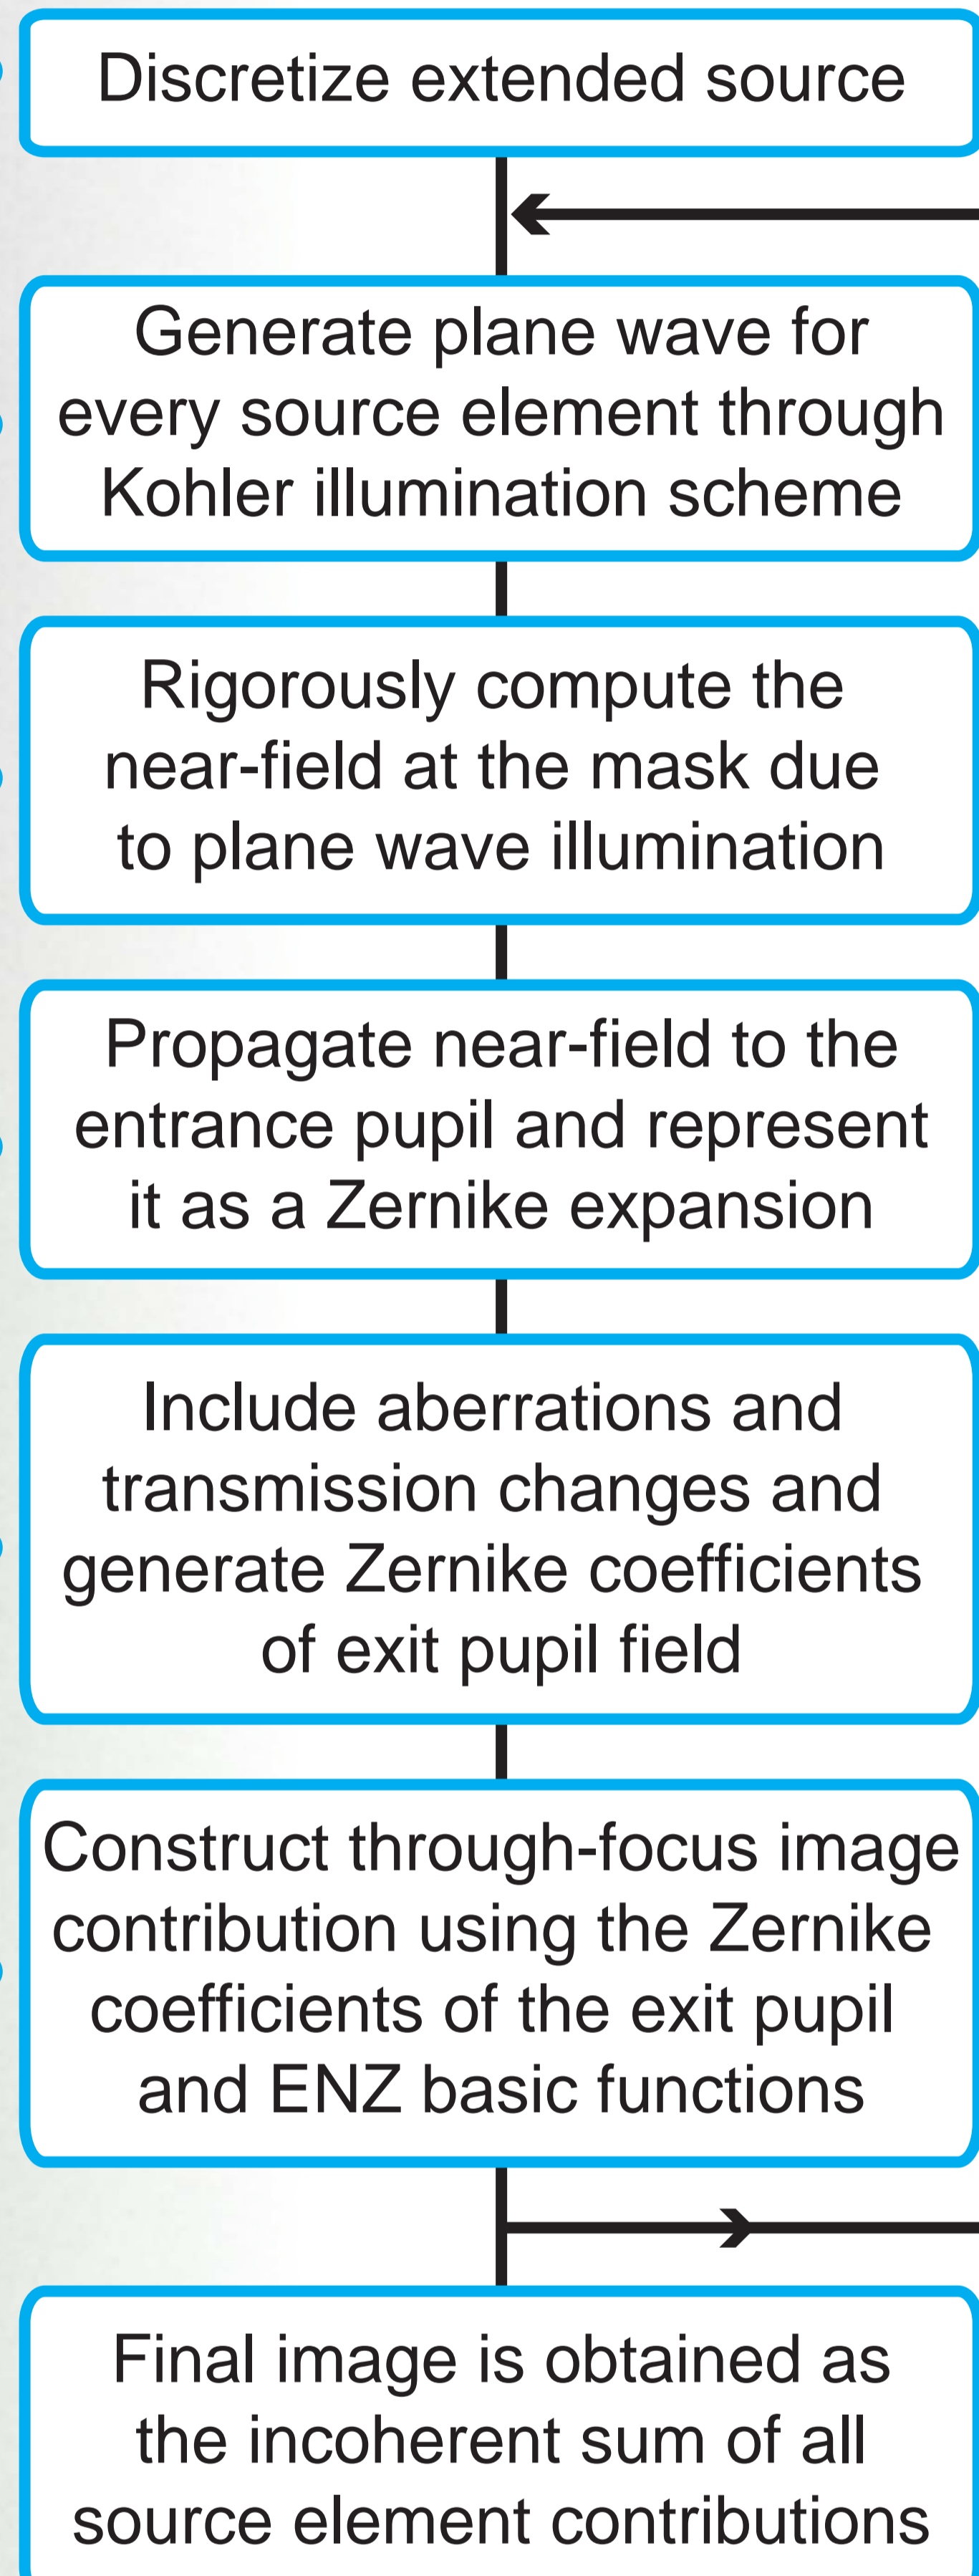 Discretize extended source
Generate plane wave for
every source element through
Kohler illumination scheme
Rigorously compute the
near-field at the mask due
to plane wave illumination
Propagate near-field to the
entrance pupil and represent
it as a Zernike expansion
Include aberrations and
transmission changes and
generate Zernike coefficients
of exit pupil field
Construct through-focus image
contribution using the Zernike
coefficients of the exit pupil
and ENZ basic functions
Final image is obtained as
the incoherent sum of all
source element contributions